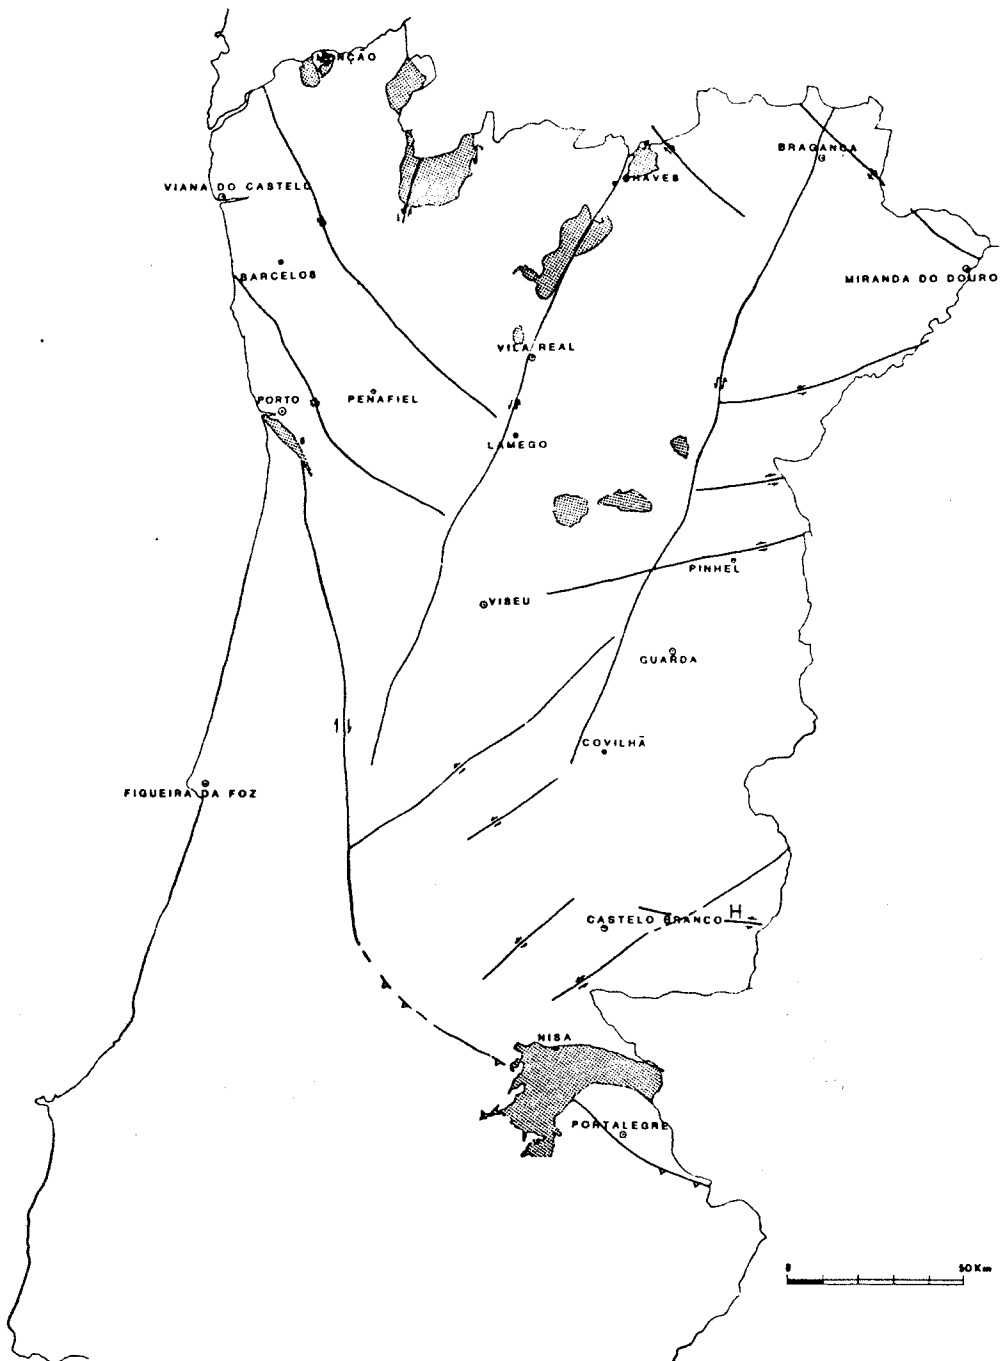 MONÇÃO
BRAGANÇA
CHAVES
VIANA DO CASTELO
BARCELOS
MIRANDA DO DOURO
VILA REAL
PORTO
PENAFIEL
LAMEGO
PINHEL
VISEU
GUARDA
COVILHÃ
FIGUEIRA DA FOZ
CASTELO BRANCO
H
NISA
PORTALEGRE
0 50 Km